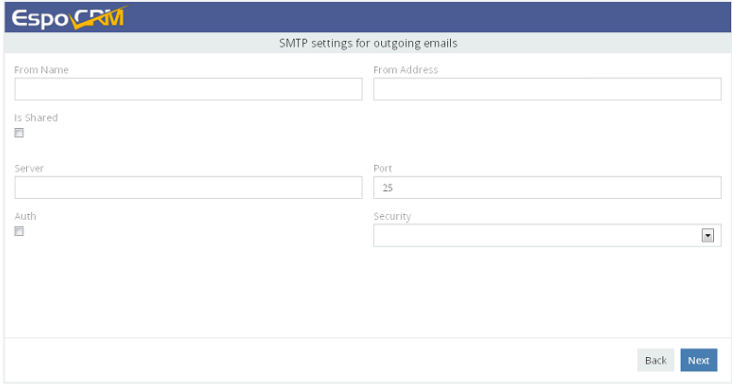 EspoCRM
SMTP settings for outgoing emails
From Name
From Address
Is Shared
Server
Port
25
Auth
Security
Back
Next